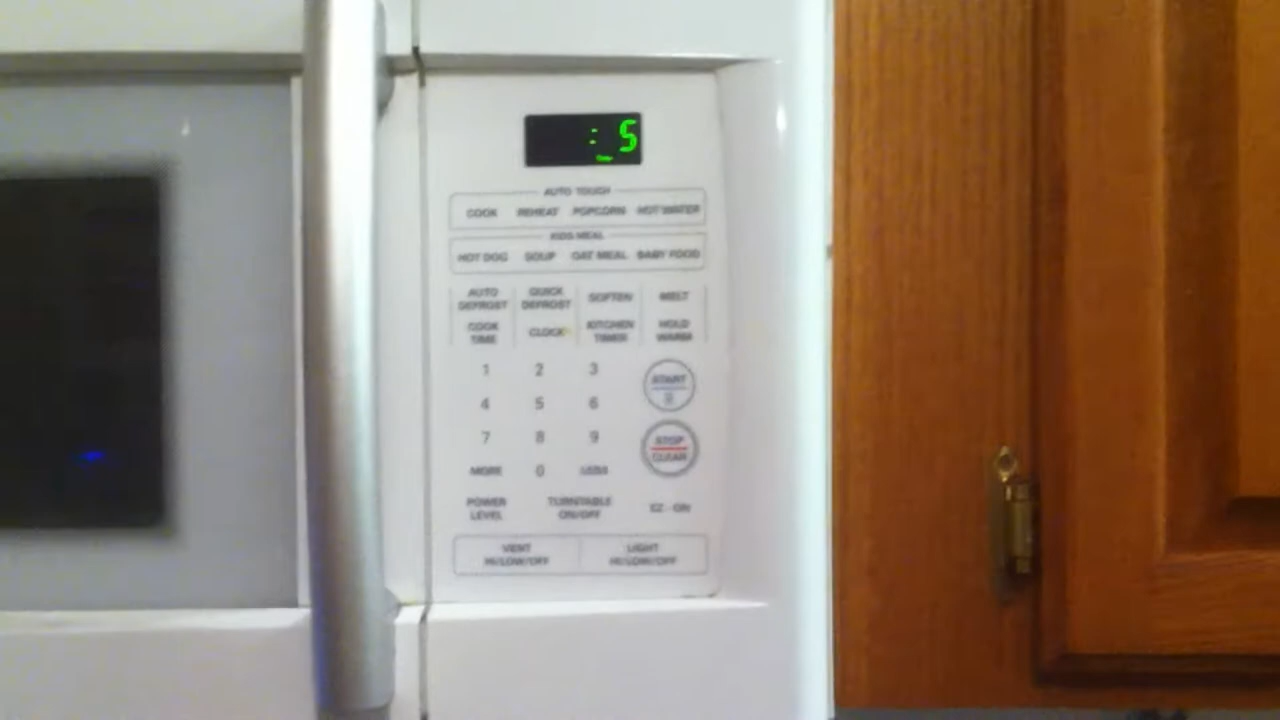 : 5
AUTO TOUCH
COOK REHEAT POPCORN HOT WATER
KIDS MEAL
HOT DOG SOUP OAT MEAL BABY FOOD
AUTO DEFROST QUICK DEFROST SOFTEN MELT
COOK TIME CLOCK KITCHEN TIMER HOLD WARM
1 2 3 START
4 5 6
7 8 9 STOP CLEAR
MORE 0 LESS
POWER LEVEL TURNTABLE ON/OFF EZ-ON
VENT HI/LOW/OFF LIGHT HI/LOW/OFF